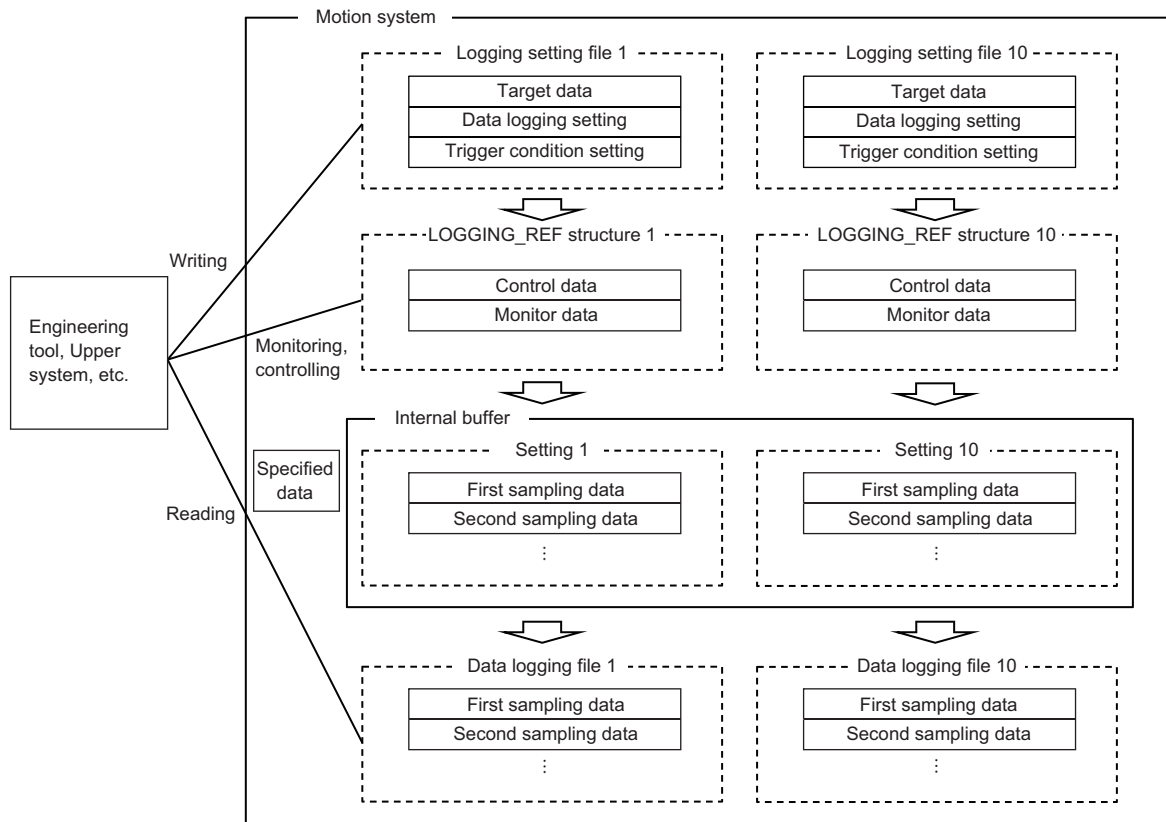 Motion system
Logging setting file 1
Target data
Data logging setting
Trigger condition setting
Logging setting file 10
Target data
Data logging setting
Trigger condition setting
LOGGING_REF structure 1
Control data
Monitor data
LOGGING_REF structure 10
Control data
Monitor data
Writing
Engineering
tool, Upper
system, etc.
Monitoring,
controlling
Reading
Internal buffer
Specified
data
Setting 1
First sampling data
Second sampling data
⋮
Setting 10
First sampling data
Second sampling data
⋮
Data logging file 1
First sampling data
Second sampling data
⋮
Data logging file 10
First sampling data
Second sampling data
⋮